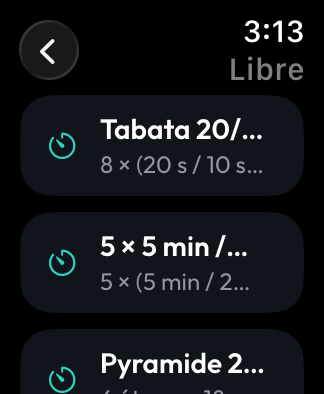 3:13
Libre
Tabata 20/...
8 × (20 s / 10 s...
5 × 5 min /...
5 × (5 min / 2...
Pyramide 2...